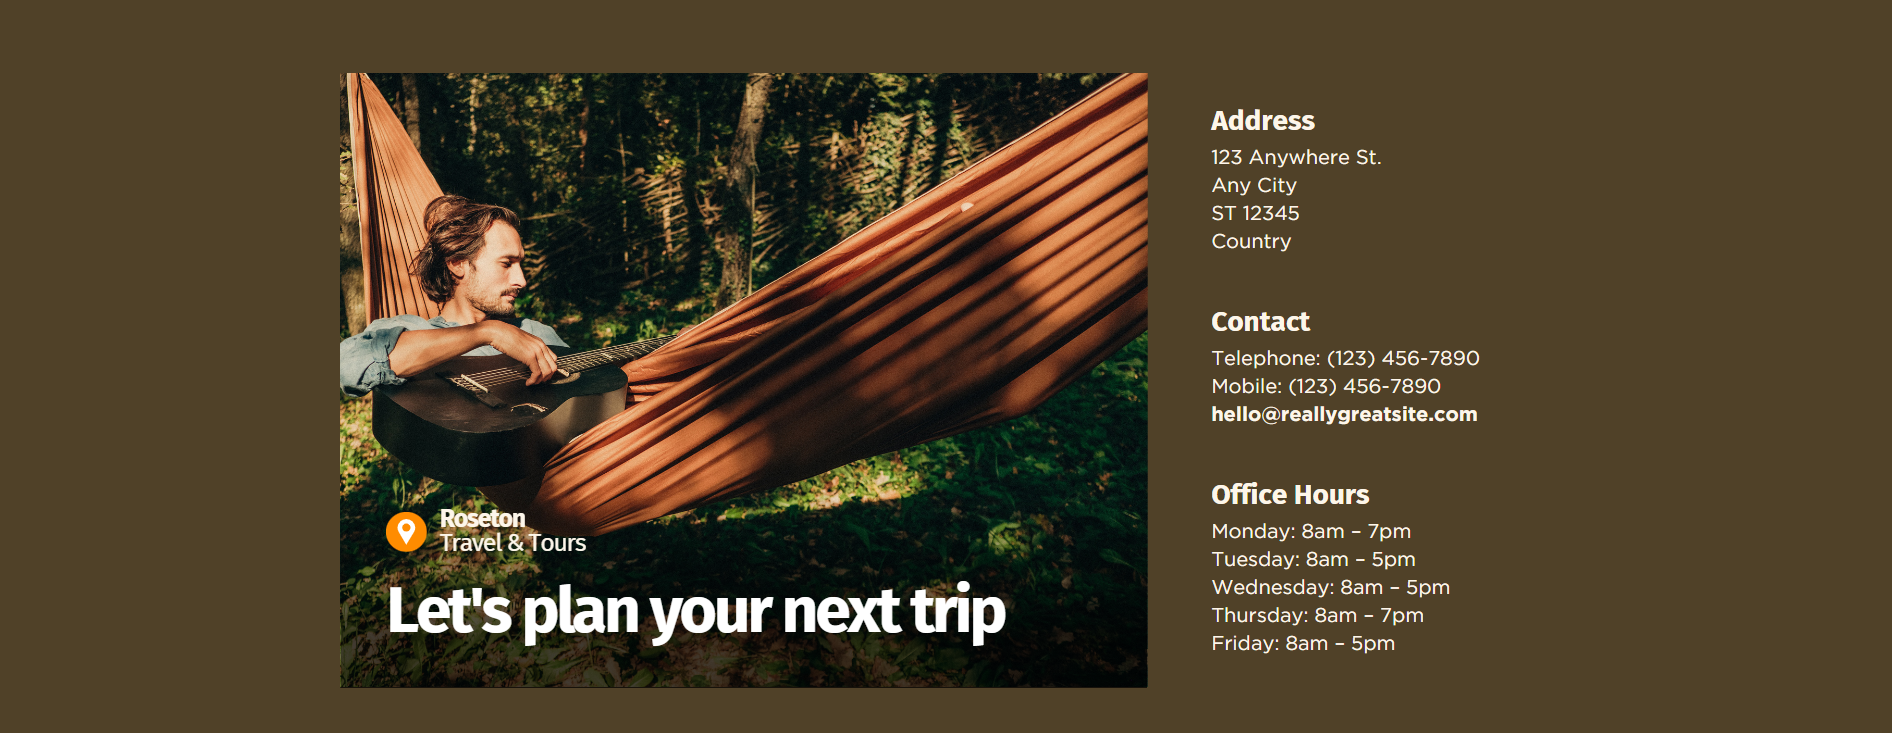 Roseton
Travel & Tours
Let's plan your next trip
Address
123 Anywhere St.
Any City
ST 12345
Country
Contact
Telephone: (123) 456-7890
Mobile: (123) 456-7890
hello@reallygreatsite.com
Office Hours
Monday: 8am – 7pm
Tuesday: 8am – 5pm
Wednesday: 8am – 5pm
Thursday: 8am – 7pm
Friday: 8am – 5pm